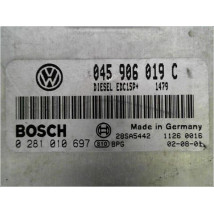 045 906 019 C
DIESEL EDC15P+ 1479
BOSCH
Made in Germany
28SA5442 1126 0016
0 281 010 697 BPG 02-08-01